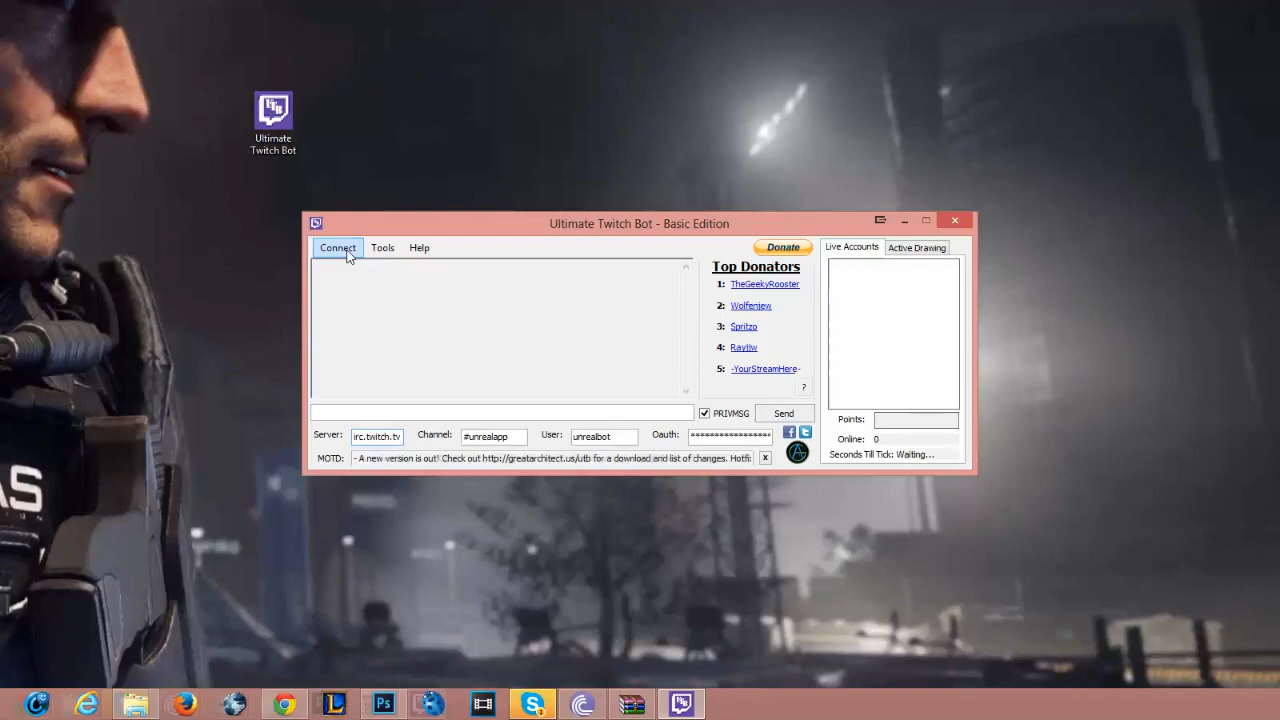 UTB
Ultimate
Twitch Bot
Ultimate Twitch Bot - Basic Edition
Connect Tools Help
Donate
Live Accounts Active Drawing
Top Donators
1: TheGeekyRooster
2: Wolfenjew
3: Spritzo
4: Rayjiw
5: -YourStreamHere-
?
PRIVMSG Send
Points:
Server: irc.twitch.tv Channel: #unrealapp User: unrealbot Oauth: ******************
Online: 0
MOTD: - A new version is out! Check out http://greatarchitect.us/utb for a download and list of changes. Hotfi x
Seconds Till Tick: Waiting...
AS